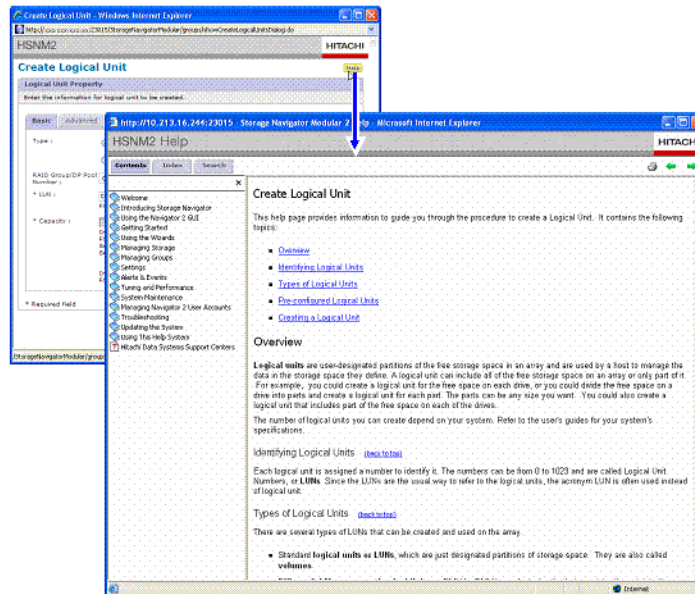 Create Logical Unit - Windows Internet Explorer
HSNM2
HITACHI
Create Logical Unit
Help
Logical Unit Property
Enter the information for logical unit to be created.
Basic
Advanced
Type :
RAID Group/DP Pool
Number :
* LUN :
* Capacity :
* Required field
http://10.213.16.244:23015 - Storage Navigator Modular 2 Help - Microsoft Internet Explorer
HSNM2 Help
HITACHI
Contents
Index
Search
Welcome
Introducing Storage Navigator
Using the Navigator 2 GUI
Getting Started
Using the Wizards
Managing Storage
Managing Groups
Settings
Alerts & Events
Tuning and Performance
System Maintenance
Managing Navigator 2 User Accounts
Troubleshooting
Updating the System
Using This Help System
Hitachi Data Systems Support Centers
Create Logical Unit
This help page provides information to guide you through the procedure to create a Logical Unit. It contains the following
topics:
Overview
Identifying Logical Units
Types of Logical Units
Pre-configured Logical Units
Creating a Logical Unit
Overview
Logical units are user-designated partitions of the free storage space in an array and are used by a host to manage the
data in the storage space they define. A logical unit can include all of the free storage space on an array or only part of it.
For example, you could create a logical unit for the free space on each drive, or you could divide the free space on a
drive into parts and create a logical unit for each part. The parts can be any size you want. You could also create a
logical unit that includes part of the free space on each of the drives.
The number of logical units you can create depend on your system. Refer to the user's guides for your system's
specifications.
Identifying Logical Units (back to top)
Each logical unit is assigned a number to identify it. The numbers can be from 0 to 1023 and are called Logical Unit
Numbers, or LUNs. Since the LUNs are the usual way to refer to the logical units, the acronym LUN is often used instead
of logical unit.
Types of Logical Units (back to top)
There are several types of LUNs that can be created and used on the array.
Standard logical units or LUNs, which are just designated partitions of storage space. They are also called
volumes.
Internet